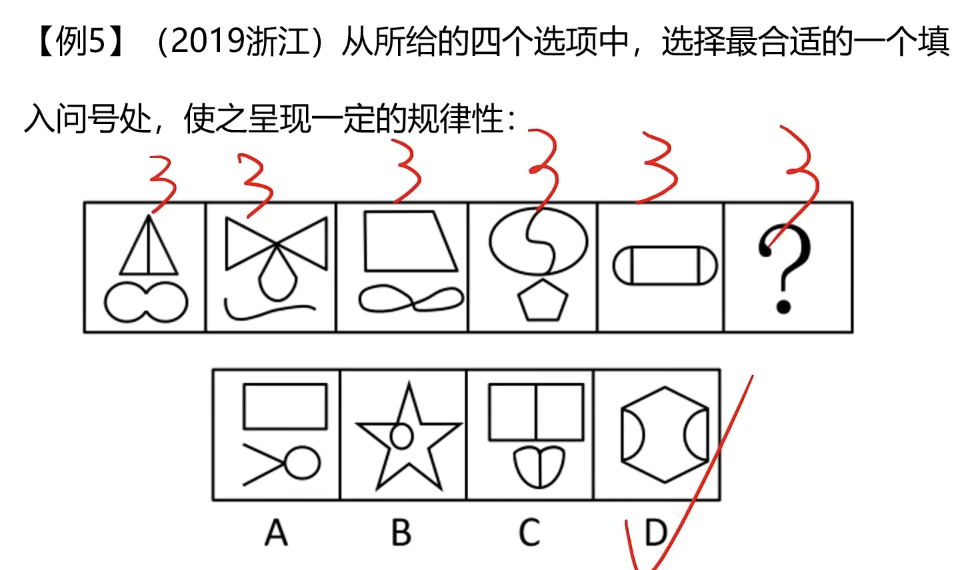 【例5】（2019浙江）从所给的四个选项中，选择最合适的一个填
入问号处，使之呈现一定的规律性：
3 3 3 3 3 3
?
A B C D